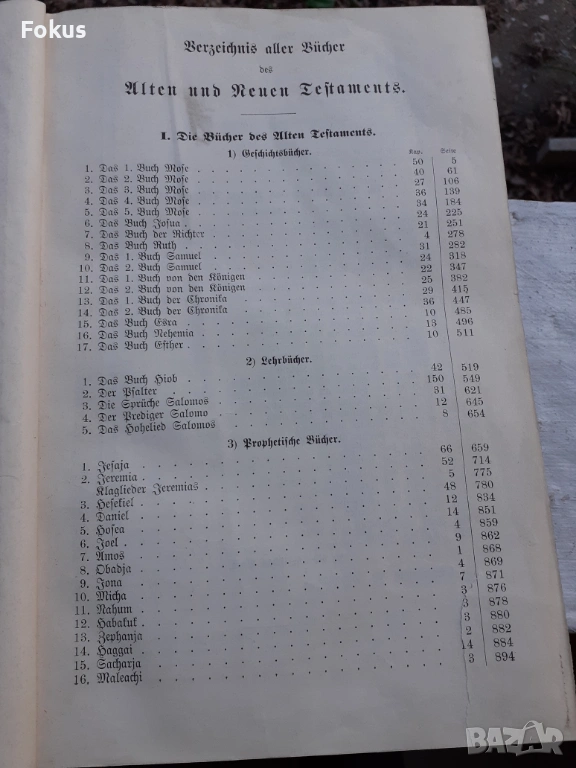 Fokus
Verzeichnis aller Bücher
des
Alten und Neuen Testaments.
I. Die Bücher des Alten Testaments.
1) Geschichtsbücher.
Kap. Seite
1. Das 1. Buch Mose 50 5
2. Das 2. Buch Mose 40 61
3. Das 3. Buch Mose 27 106
4. Das 4. Buch Mose 36 139
5. Das 5. Buch Mose 34 184
6. Das Buch Josua 24 225
7. Das Buch der Richter 21 251
8. Das Buch Ruth 4 278
9. Das 1. Buch Samuel 31 282
10. Das 2. Buch Samuel 24 318
11. Das 1. Buch von den Königen 22 347
12. Das 2. Buch von den Königen 25 382
13. Das 1. Buch der Chronika 29 415
14. Das 2. Buch der Chronika 36 447
15. Das Buch Esra 10 485
16. Das Buch Nehemia 13 496
17. Das Buch Esther 10 511
2) Lehrbücher.
1. Das Buch Hiob 42 519
2. Der Psalter 150 549
3. Die Sprüche Salomos 31 621
4. Der Prediger Salomo 12 645
5. Das Hohelied Salomos 8 654
3) Prophetische Bücher.
1. Jesaja 66 659
2. Jeremia 52 714
Klaglieder Jeremias 5 775
3. Hesekiel 48 780
4. Daniel 12 834
5. Hosea 14 851
6. Joel 4 859
7. Amos 9 862
8. Obadja 1 868
9. Jona 4 869
10. Micha 7 871
11. Nahum 3 876
12. Habakuk 3 878
13. Zephanja 3 880
14. Haggai 2 882
15. Sacharja 14 884
16. Maleachi 3 894
BAZAR